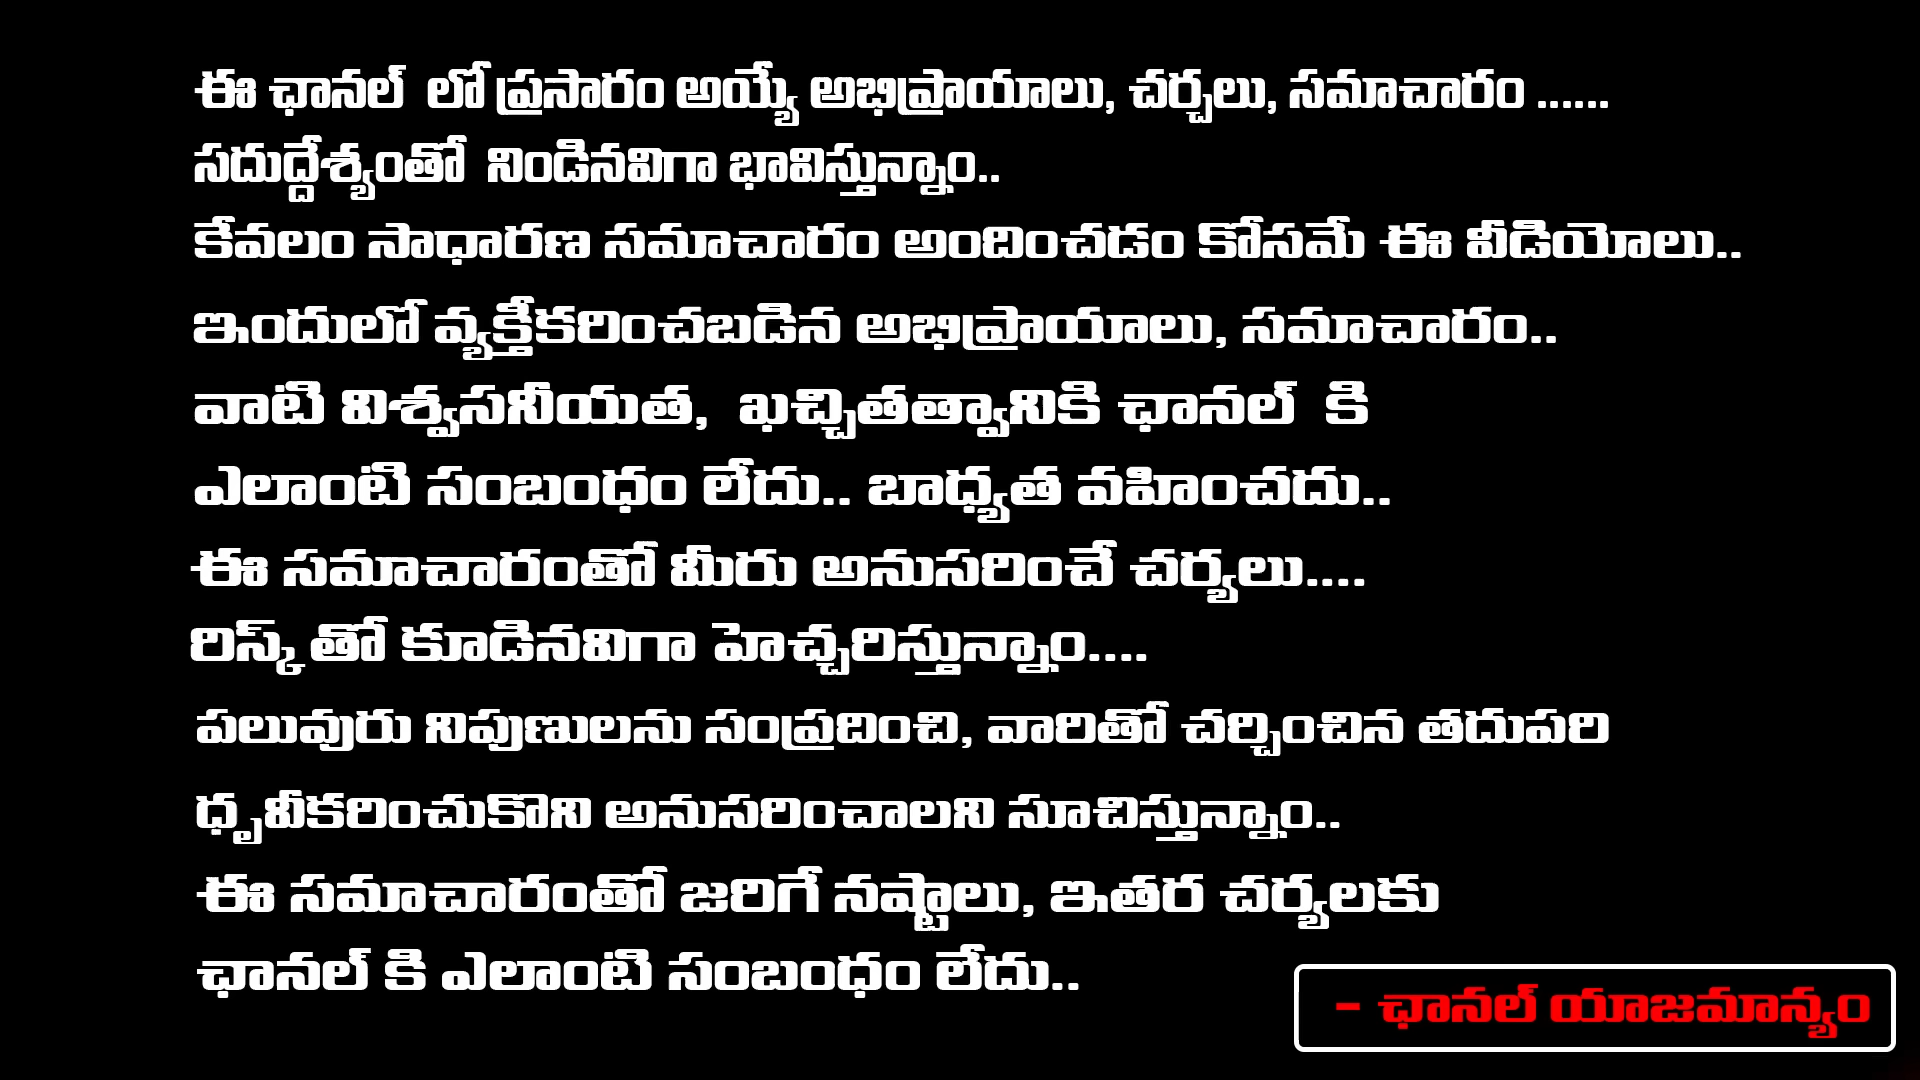 ఈ ఛానల్ లో ప్రసారం అయ్యే అభిప్రాయాలు, చర్చలు, సమాచారం ......
సదుద్దేశ్యంతో నిండినవిగా భావిస్తున్నాం..
కేవలం సాధారణ సమాచారం అందించడం కోసమే ఈ వీడియోలు..
ఇందులో వ్యక్తీకరించబడిన అభిప్రాయాలు, సమాచారం..
వాటి విశ్వసనీయత, ఖచ్చితత్వానికి ఛానల్ కి
ఎలాంటి సంబంధం లేదు.. బాధ్యత వహించదు..
ఈ సమాచారంతో మీరు అనుసరించే చర్యలు....
రిస్క్ తో కూడినవిగా హెచ్చరిస్తున్నాం....
పలువురు నిపుణులను సంప్రదించి, వారితో చర్చించిన తదుపరి
ధృవీకరించుకొని అనుసరించాలని సూచిస్తున్నాం..
ఈ సమాచారంతో జరిగే నష్టాలు, ఇతర చర్యలకు
ఛానల్ కి ఎలాంటి సంబంధం లేదు..
- ఛానల్ యాజమాన్యం